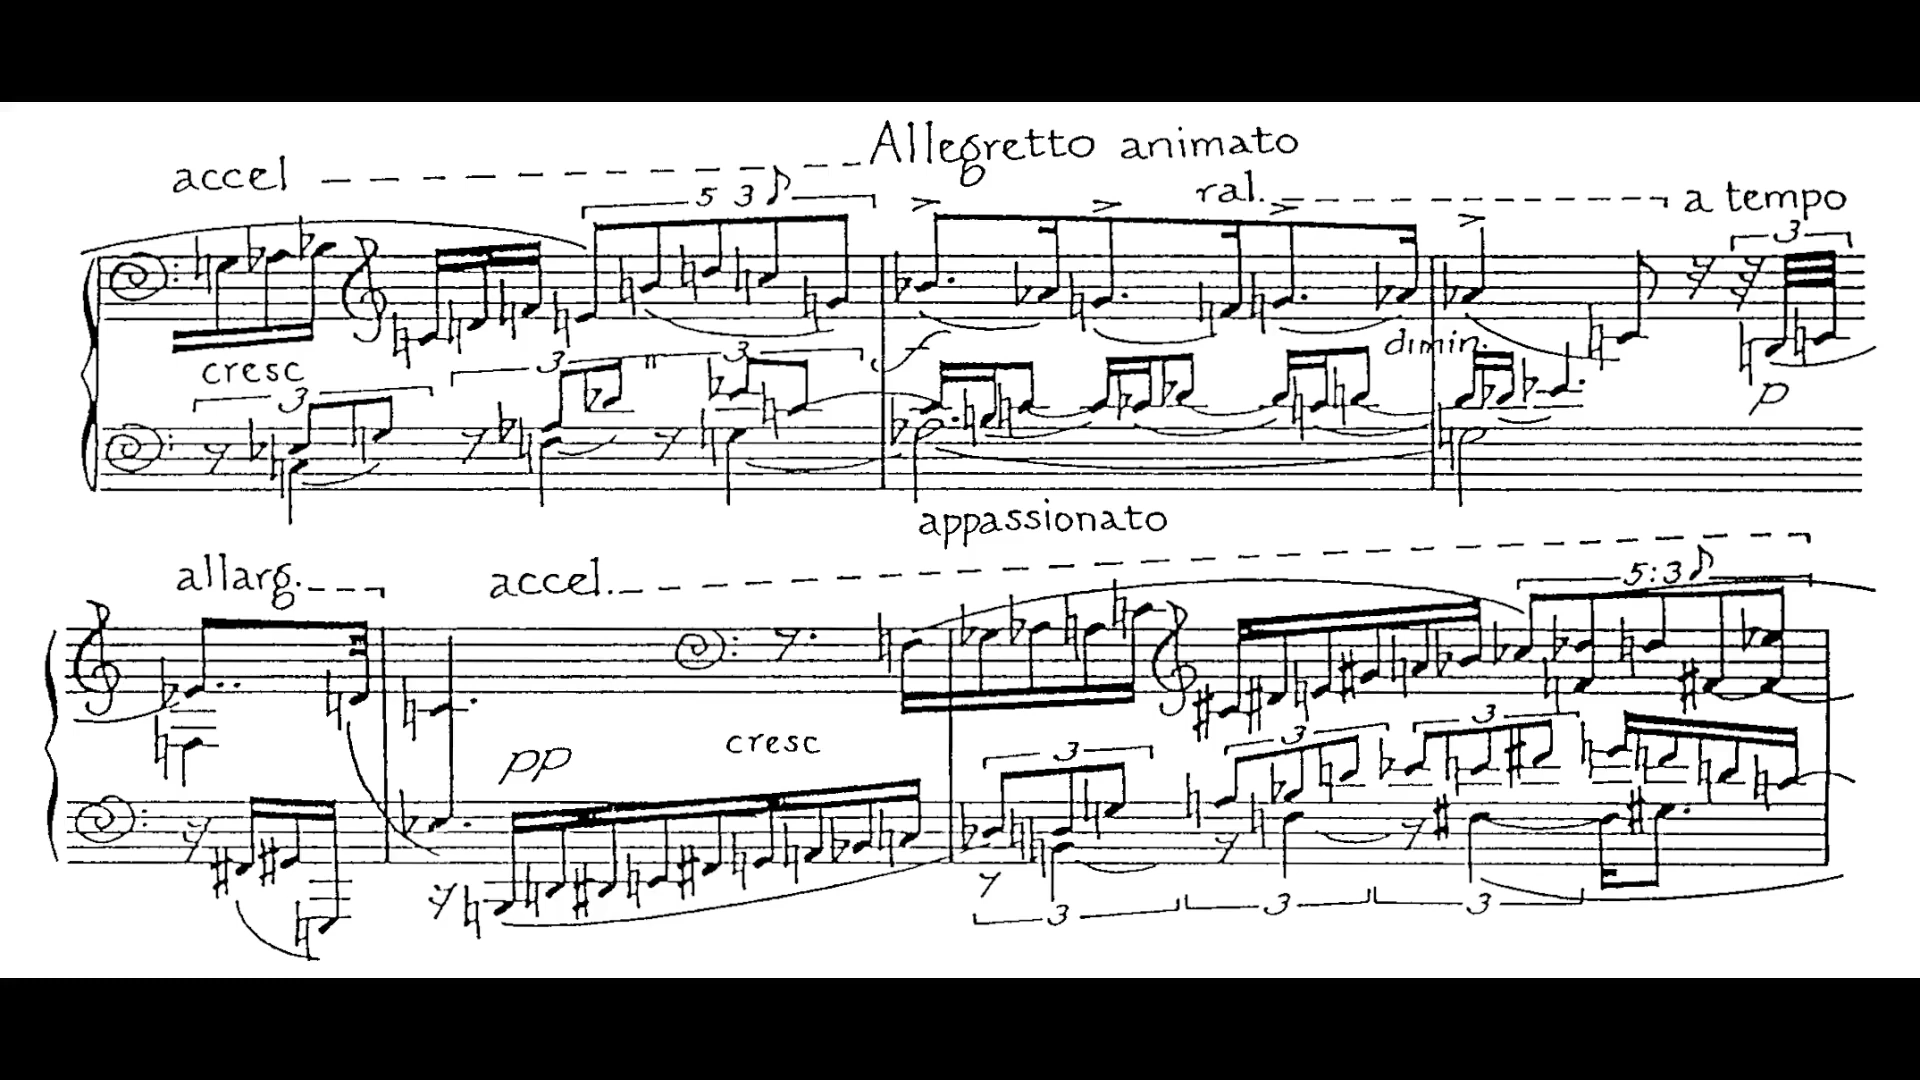 accel
Allegretto animato
5 3♪
ral.
a tempo
3
cresc
3
3
"
3
f
dimin.
p
3
appassionato
allarg.
accel.
5:3♪
pp
cresc
3
3
3
3
3
3